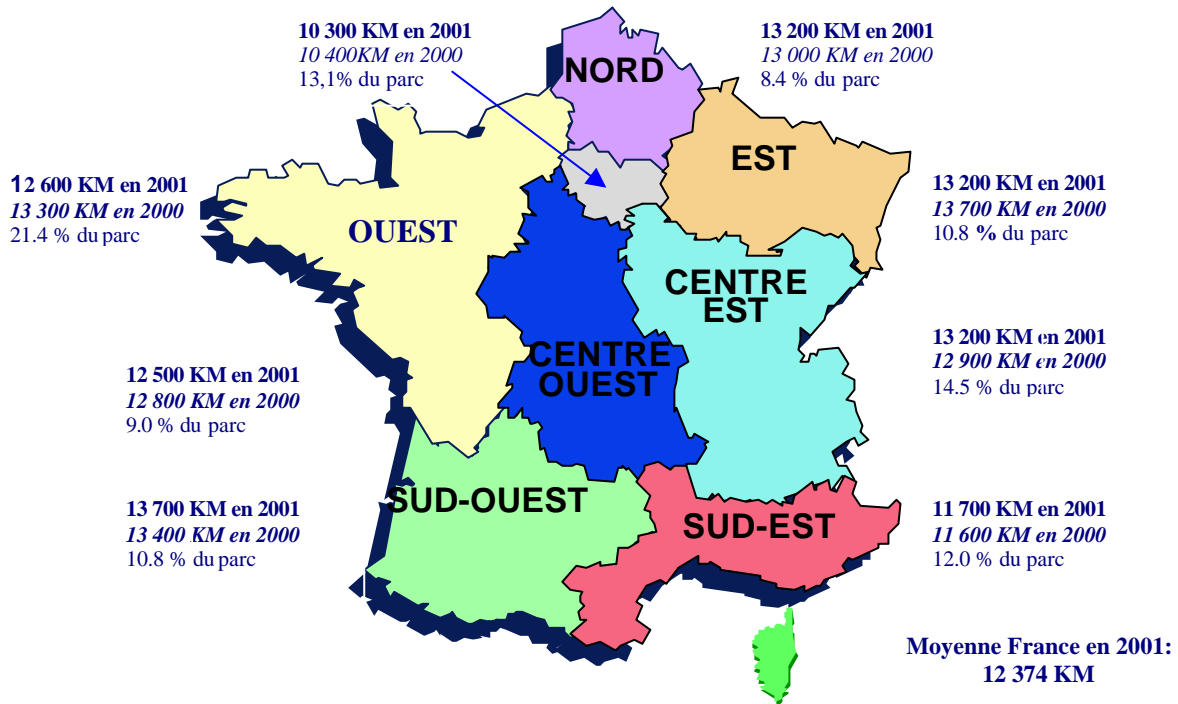 10 300 KM en 2001
10 400KM en 2000
13,1% du parc
13 200 KM en 2001
13 000 KM en 2000
8.4 % du parc
NORD
EST
12 600 KM en 2001
13 300 KM en 2000
21.4 % du parc
OUEST
13 200 KM en 2001
13 700 KM en 2000
10.8 % du parc
CENTRE
EST
13 200 KM en 2001
12 900 KM en 2000
14.5 % du parc
CENTRE
OUEST
12 500 KM en 2001
12 800 KM en 2000
9.0 % du parc
SUD-OUEST
13 700 KM en 2001
13 400 KM en 2000
10.8 % du parc
SUD-EST
11 700 KM en 2001
11 600 KM en 2000
12.0 % du parc
Moyenne France en 2001:
12 374 KM